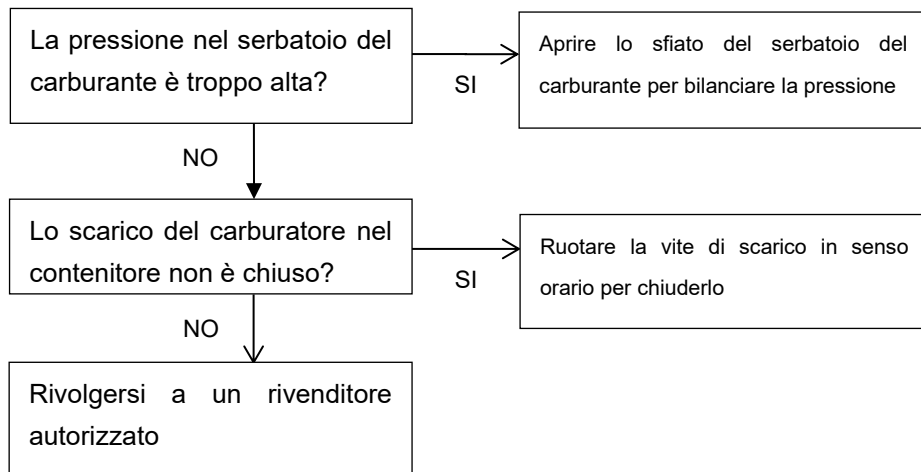 La pressione nel serbatoio del
carburante è troppo alta?
SI
Aprire lo sfiato del serbatoio del
carburante per bilanciare la pressione
NO
Lo scarico del carburatore nel
contenitore non è chiuso?
SI
Ruotare la vite di scarico in senso
orario per chiuderlo
NO
Rivolgersi a un rivenditore
autorizzato